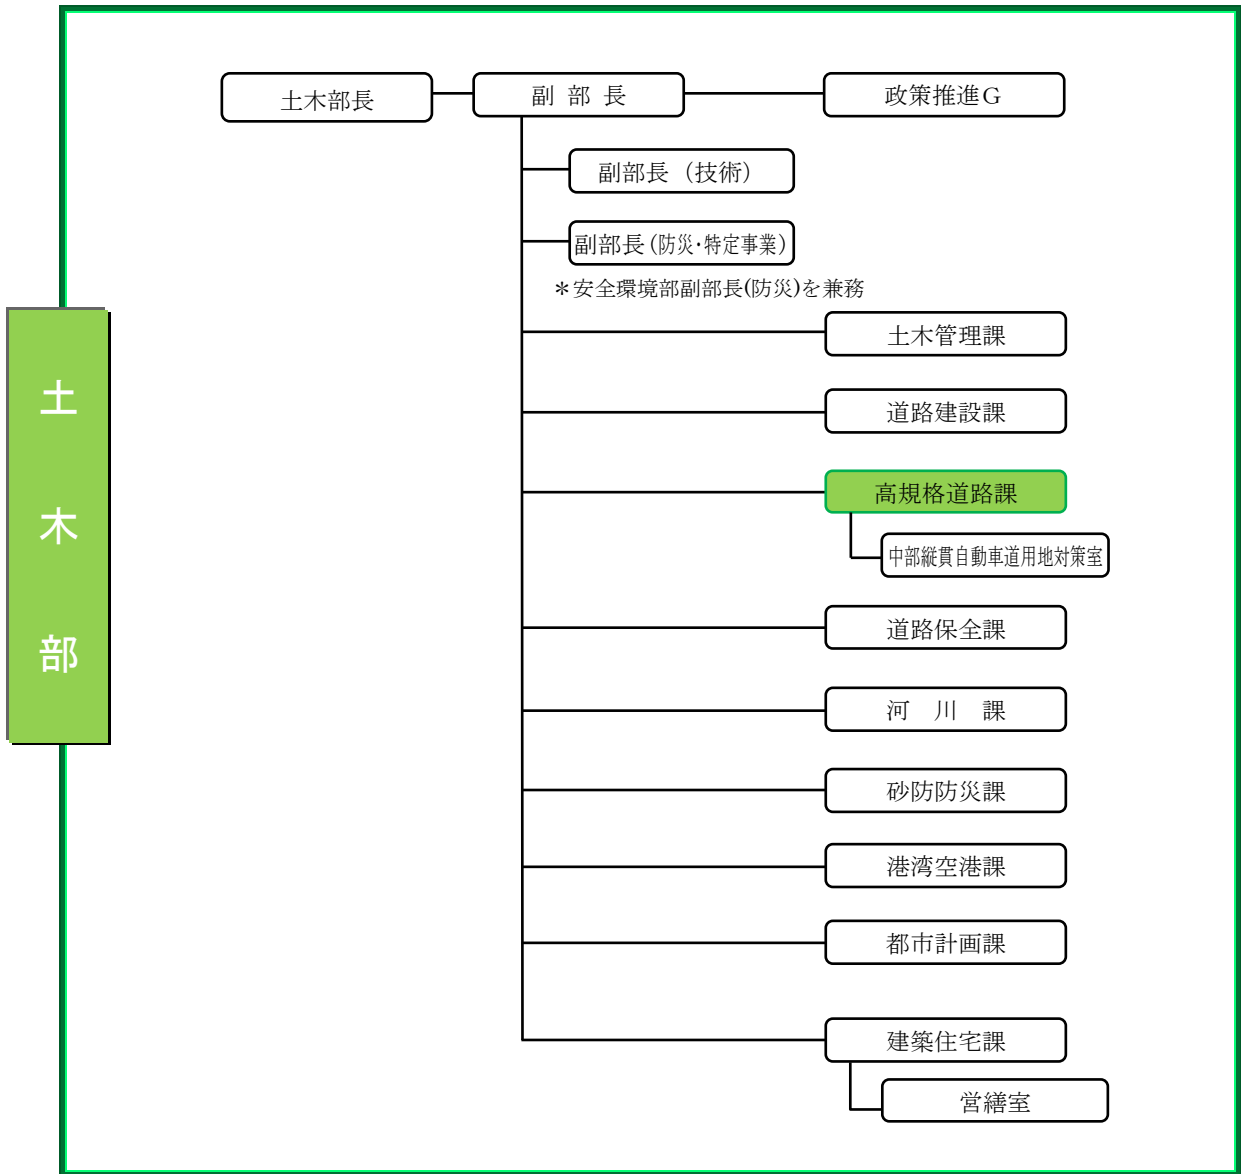 土木部
土木部長
副 部 長
政策推進G
副部長（技術）
副部長(防災･特定事業)
＊安全環境部副部長(防災)を兼務
土木管理課
道路建設課
高規格道路課
中部縦貫自動車道用地対策室
道路保全課
河　川　課
砂防防災課
港湾空港課
都市計画課
建築住宅課
営繕室